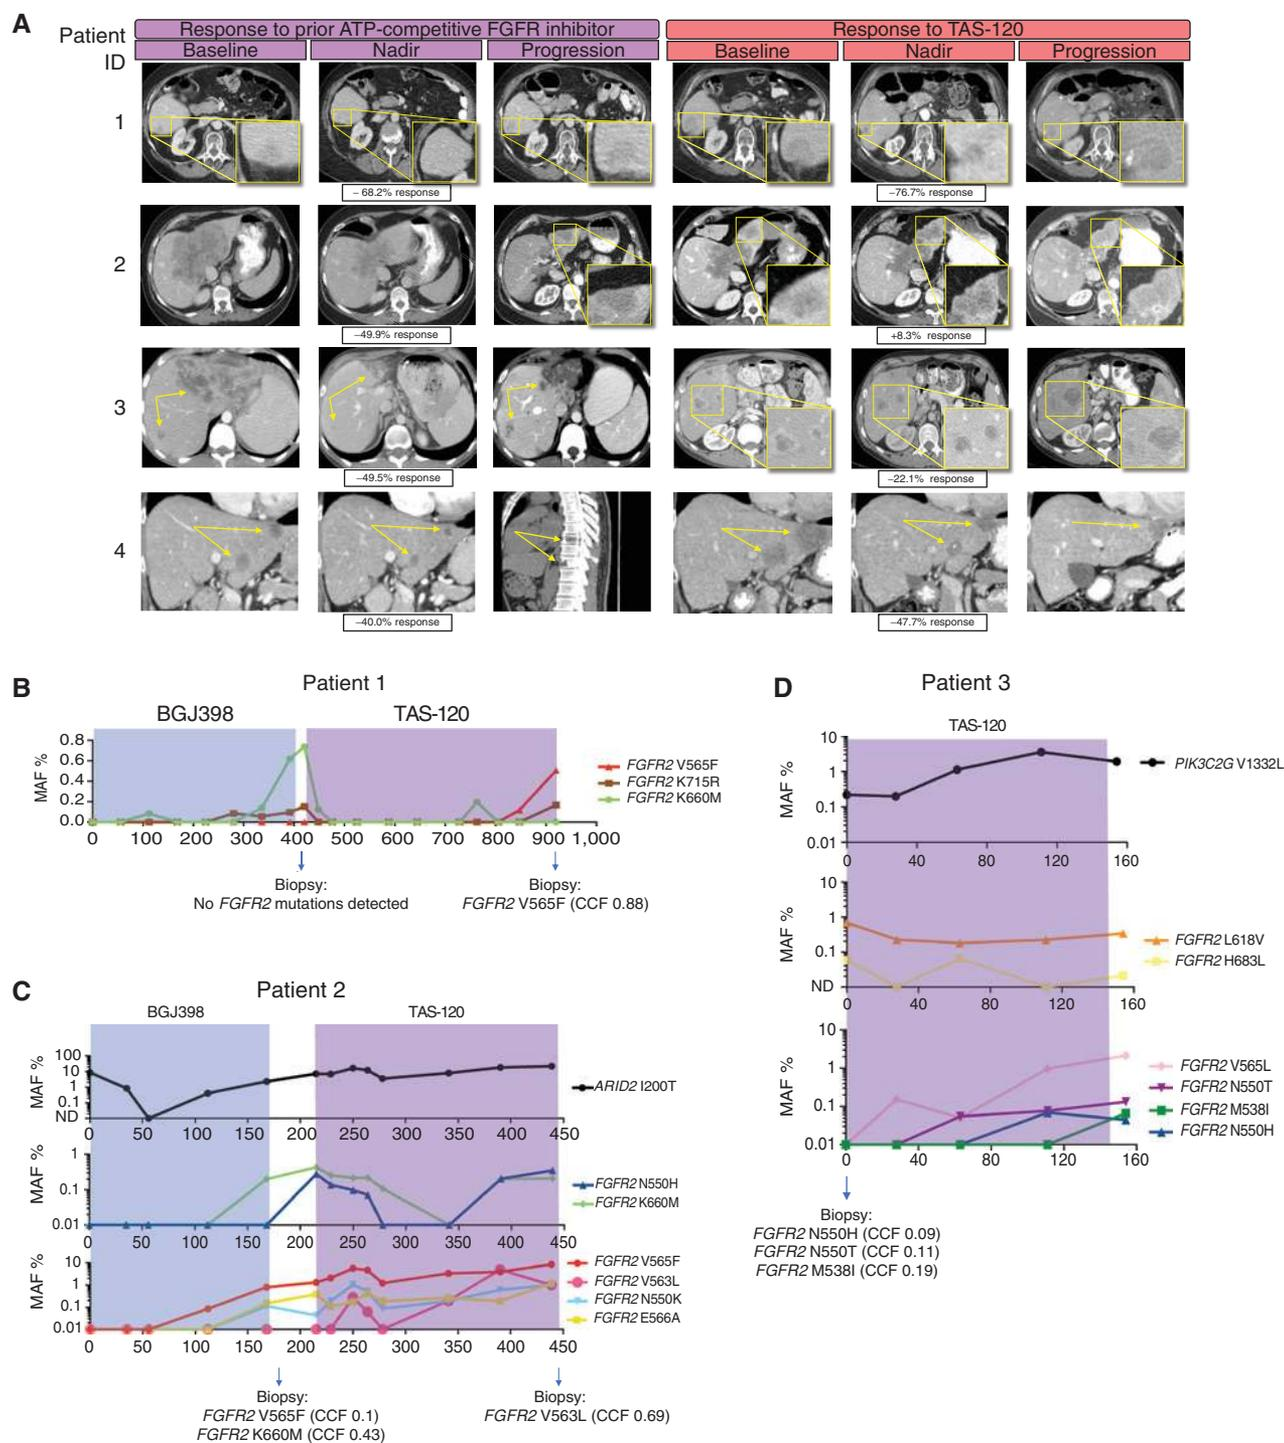 A
Patient ID
Response to prior ATP-competitive FGFR inhibitor
Response to TAS-120
Baseline Nadir Progression Baseline Nadir Progression
1
− 68.2% response
−76.7% response
2
−49.9% response
+8.3% response
3
−49.5% response
−22.1% response
4
−40.0% response
−47.7% response
B
Patient 1
BGJ398 TAS-120
MAF %
0.8
0.6
0.4
0.2
0.0
0 100 200 300 400 500 600 700 800 900 1,000
FGFR2 V565F
FGFR2 K715R
FGFR2 K660M
Biopsy:
No FGFR2 mutations detected
Biopsy:
FGFR2 V565F (CCF 0.88)
C
Patient 2
BGJ398 TAS-120
MAF %
100
10
1
0.1
ND
0 50 100 150 200 250 300 350 400 450
ARID2 I200T
MAF %
1
0.1
0.01
0 50 100 150 200 250 300 350 400 450
FGFR2 N550H
FGFR2 K660M
MAF %
10
1
0.1
0.01
0 50 100 150 200 250 300 350 400 450
FGFR2 V565F
FGFR2 V563L
FGFR2 N550K
FGFR2 E566A
Biopsy:
FGFR2 V565F (CCF 0.1)
FGFR2 K660M (CCF 0.43)
Biopsy:
FGFR2 V563L (CCF 0.69)
D
Patient 3
TAS-120
MAF %
10
1
0.1
0.01
0 40 80 120 160
PIK3C2G V1332L
MAF %
10
1
0.1
ND
0 40 80 120 160
FGFR2 L618V
FGFR2 H683L
MAF %
10
1
0.1
0.01
0 40 80 120 160
FGFR2 V565L
FGFR2 N550T
FGFR2 M538I
FGFR2 N550H
Biopsy:
FGFR2 N550H (CCF 0.09)
FGFR2 N550T (CCF 0.11)
FGFR2 M538I (CCF 0.19)